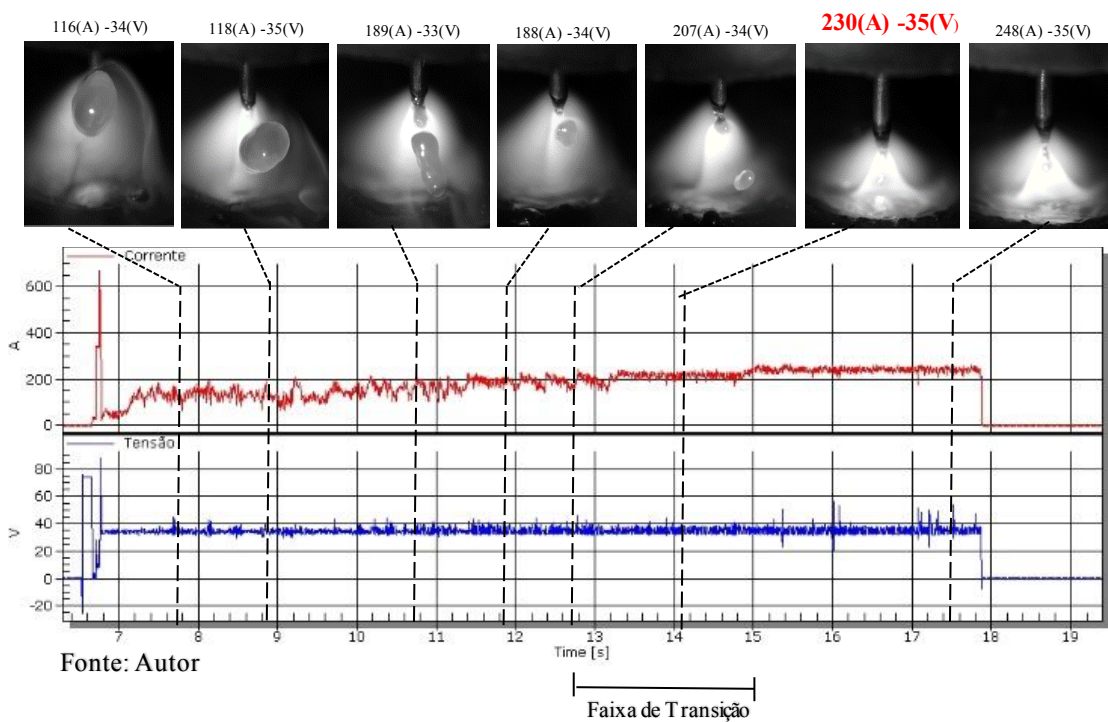 116(A) -34(V)
118(A) -35(V)
189(A) -33(V)
188(A) -34(V)
207(A) -34(V)
230(A) -35(V)
248(A) -35(V)
Corrente
600
400
200
0
A
Tensão
80
60
40
20
0
-20
V
7 8 9 10 11 12 13 14 15 16 17 18 19
Time [s]
Fonte: Autor
Faixa de Transição